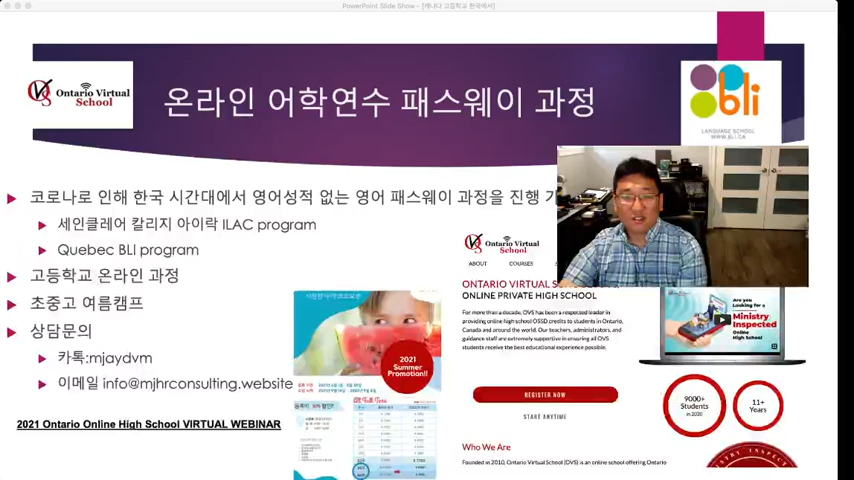 PowerPoint Slide Show - [캐나다 고등학교 한국에서]
Ontario Virtual
School
온라인 어학연수 패스웨이 과정
bli
LANGUAGE SCHOOL
WWW.BLI.CA
코로나로 인해 한국 시간대에서 영어성적 없는 영어 패스웨이 과정을 진행
세인클레어 칼리지 아이락 ILAC program
Quebec BLI program
고등학교 온라인 과정
초중고 여름캠프
상담문의
카톡:mjaydvm
이메일 info@mjhrconsulting.website
2021 Ontario Online High School VIRTUAL WEBINAR
2021
Summer
Promotion!!
Ontario Virtual
School
ABOUT
COURSES
ONTARIO VIRTUAL S
ONLINE PRIVATE HIGH SCHOOL
For more than a decade, OVS has been a respected leader in
providing online high school OSSD credits to students in Ontario,
Canada and around the world. Our teachers, administrators, and
guidance staff are extremely supportive in ensuring all OVS
students receive the best educational experience possible.
REGISTER NOW
START ANYTIME
Who We Are
Founded in 2010, Ontario Virtual School (OVS) is an online school offering Ontario
Are you
Looking for a
Ministry
Inspected
Online
High School?
9000+
Students
in 2020
11+
Years